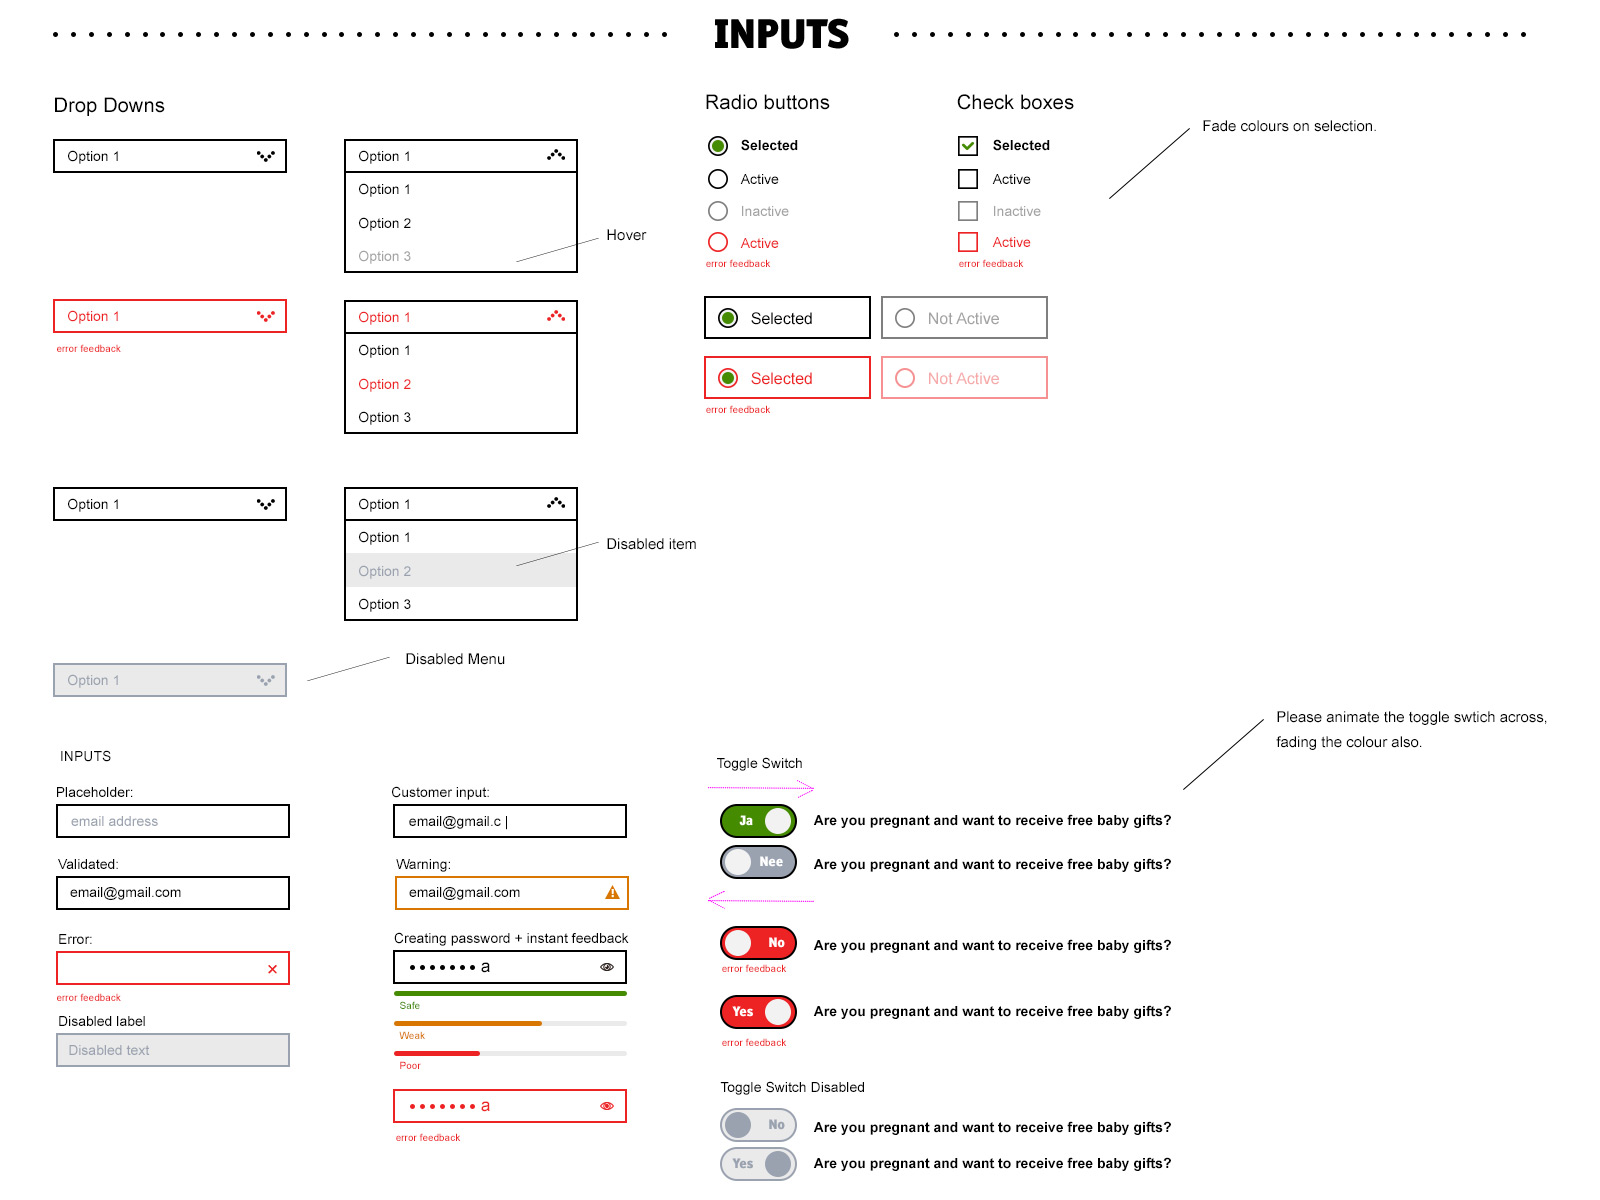 INPUTS
Drop Downs
Option 1
Option 1
Option 1
Option 2
Option 3
Hover
Option 1
error feedback
Option 1
Option 1
Option 2
Option 3
Option 1
Option 1
Option 1
Option 2
Option 3
Disabled item
Option 1
Disabled Menu
Radio buttons
Selected
Active
Inactive
Active
error feedback
Check boxes
Selected
Active
Inactive
Active
error feedback
Fade colours on selection.
Selected
Not Active
Selected
Not Active
error feedback
INPUTS
Placeholder:
email address
Validated:
email@gmail.com
Error:
error feedback
Disabled label
Disabled text
Customer input:
email@gmail.c |
Warning:
email@gmail.com
Creating password + instant feedback
••••••• a
Safe
Weak
Poor
••••••• a
error feedback
Toggle Switch
Please animate the toggle swtich across,
fading the colour also.
Ja Are you pregnant and want to receive free baby gifts?
Nee Are you pregnant and want to receive free baby gifts?
No Are you pregnant and want to receive free baby gifts?
error feedback
Yes Are you pregnant and want to receive free baby gifts?
error feedback
Toggle Switch Disabled
No Are you pregnant and want to receive free baby gifts?
Yes Are you pregnant and want to receive free baby gifts?